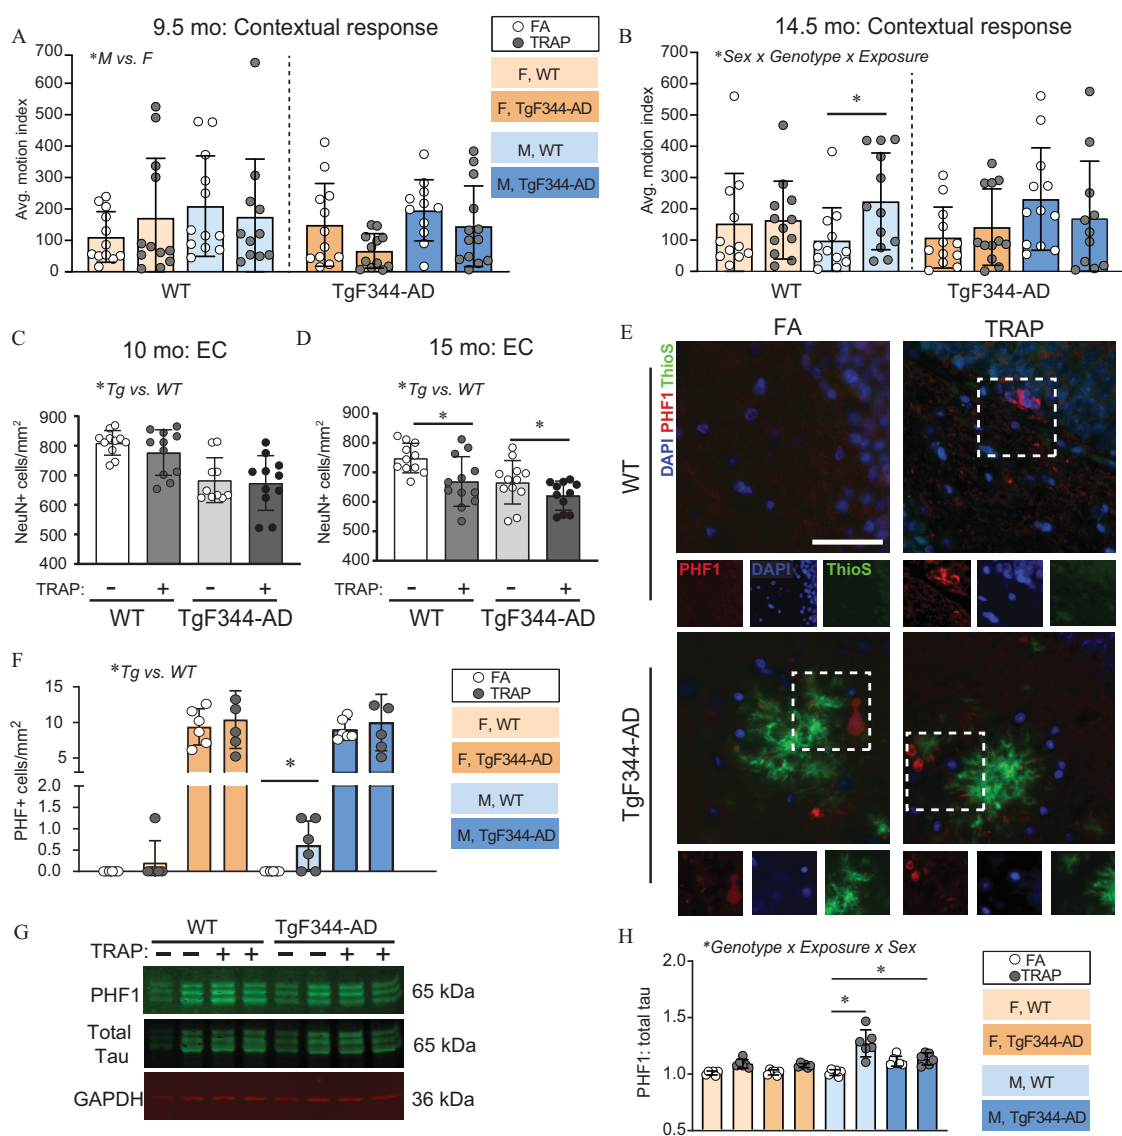 A
9.5 mo: Contextual response
*M vs. F
Avg. motion index
700
600
500
400
300
200
100
0
WT
TgF344-AD
FA
TRAP
F, WT
F, TgF344-AD
M, WT
M, TgF344-AD
B
14.5 mo: Contextual response
*Sex x Genotype x Exposure
Avg. motion index
700
600
500
400
300
200
100
0
*
WT
TgF344-AD
C
10 mo: EC
*Tg vs. WT
NeuN+ cells/mm²
900
800
700
600
500
400
TRAP: − + − +
WT
TgF344-AD
D
15 mo: EC
*Tg vs. WT
NeuN+ cells/mm²
900
800
700
600
500
400
*
*
TRAP: − + − +
WT
TgF344-AD
E
FA
TRAP
DAPI PHF1 ThioS
WT
PHF1
DAPI
ThioS
TgF344-AD
F
*Tg vs. WT
PHF+ cells/mm²
15
10
5
2.0
1.5
1.0
0.5
0.0
*
FA
TRAP
F, WT
F, TgF344-AD
M, WT
M, TgF344-AD
G
WT
TgF344-AD
TRAP: − − + + − − + +
PHF1
65 kDa
Total
Tau
65 kDa
GAPDH
36 kDa
H
*Genotype x Exposure x Sex
PHF1: total tau
2.0
1.5
1.0
0.5
*
*
FA
TRAP
F, WT
F, TgF344-AD
M, WT
M, TgF344-AD